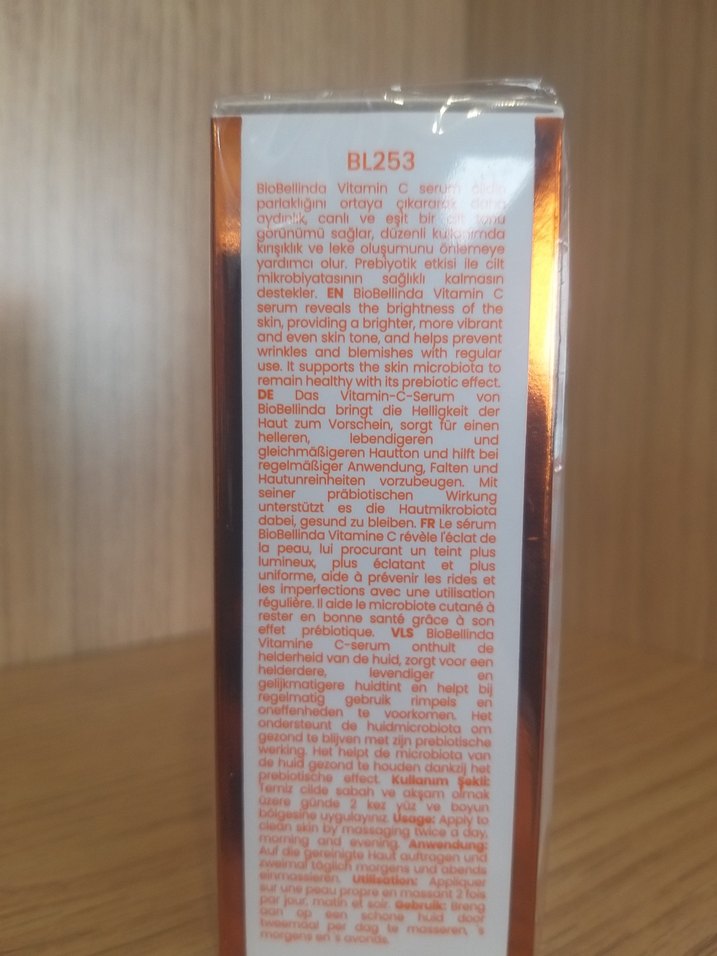 BL253
BioBellinda Vitamin C serum cildin
parlaklığını ortaya çıkararak daha
aydınlık, canlı ve eşit bir cilt tonu
görünümü sağlar, düzenli kullanımda
kırışıklık ve leke oluşumunu önlemeye
yardımcı olur. Prebiyotik etkisi ile cilt
mikrobiyatasının sağlıklı kalmasın
destekler. EN BioBellinda Vitamin C
serum reveals the brightness of the
skin, providing a brighter, more vibrant
and even skin tone, and helps prevent
wrinkles and blemishes with regular
use. It supports the skin microbiota to
remain healthy with its prebiotic effect.
DE Das Vitamin-C-Serum von
BioBellinda bringt die Helligkeit der
Haut zum Vorschein, sorgt für einen
helleren, lebendigeren und
gleichmäßigeren Hautton und hilft bei
regelmäßiger Anwendung, Falten und
Hautunreinheiten vorzubeugen. Mit
seiner präbiotischen Wirkung
unterstützt es die Hautmikrobiota
dabei, gesund zu bleiben. FR Le sérum
BioBellinda Vitamine C révèle l'éclat de
la peau, lui procurant un teint plus
lumineux, plus éclatant et plus
uniforme, aide à prévenir les rides et
les imperfections avec une utilisation
régulière. Il aide le microbiote cutané à
rester en bonne santé grâce à son
effet prébiotique. VLS BioBellinda
Vitamine C-serum onthult de
helderheid van de huid, zorgt voor een
helderdere, levendiger en
gelijkmatigere huidtint en helpt bij
regelmatig gebruik rimpels en
oneffenheden te voorkomen. Het
ondersteunt de huidmicrobiota om
gezond te blijven met zijn prebiotische
werking. Het helpt de microbiota van
de huid gezond te houden dankzij het
prebiotische effect. Kullanım Şekli:
Temiz cilde sabah ve akşam olmak
üzere günde 2 kez yüz ve boyun
bölgesine uygulayınız. Usage: Apply to
clean skin by massaging twice a day,
morning and evening. Anwendung:
Auf die gereinigte Haut auftragen und
zweimal täglich morgens und abends
einmassieren. Utilisation: Appliquer
sur une peau propre en massant 2 fois
par jour, matin et soir. Gebruik: Breng
aan op een schone huid door
tweemaal per dag te masseren, 's
morgens en 's avonds.